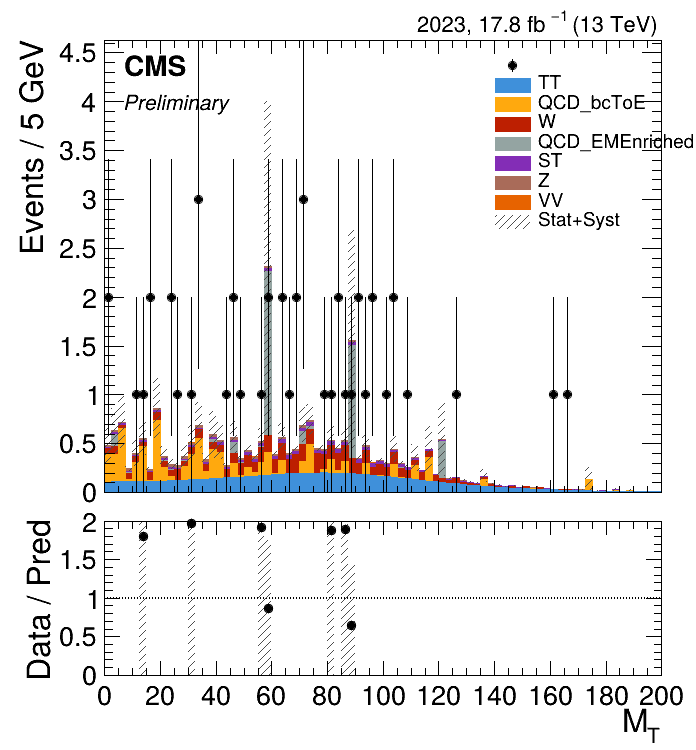 2023, 17.8 fb⁻¹ (13 TeV)
Events / 5 GeV
4.5
4
3.5
3
2.5
2
1.5
1
0.5
0
CMS
Preliminary
TT
QCD_bcToE
W
QCD_EMEnriched
ST
Z
VV
Stat+Syst
Data / Pred
2
1.5
1
0.5
0
0 20 40 60 80 100 120 140 160 180 200
M_T